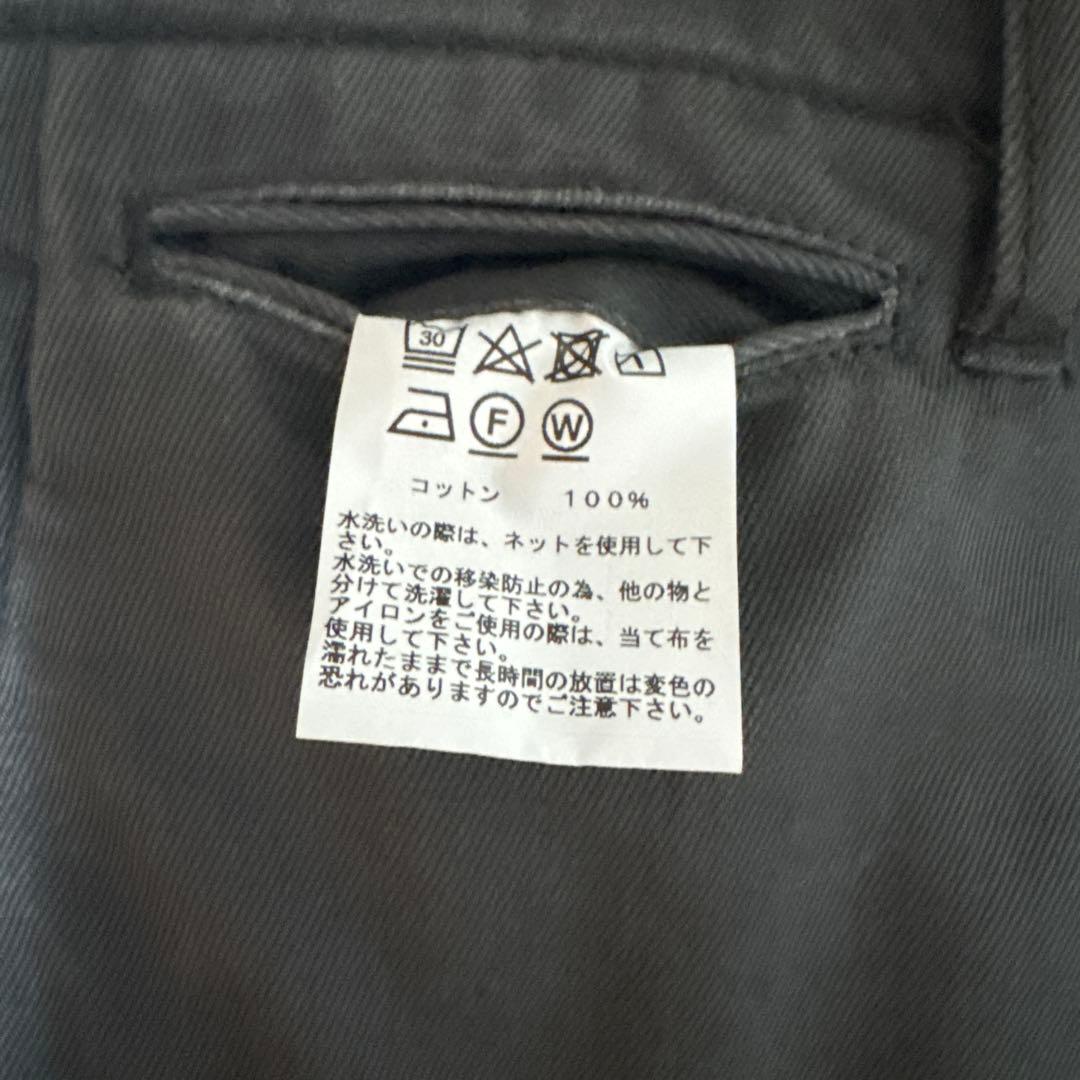 30
F W
コットン 100%
水洗いの際は、ネットを使用して下
さい。
水洗いでの移染防止の為、他の物と
分けて洗濯して下さい。
アイロンをご使用の際は、当て布を
使用して下さい。
濡れたままで長時間の放置は変色の
恐れがありますのでご注意下さい。